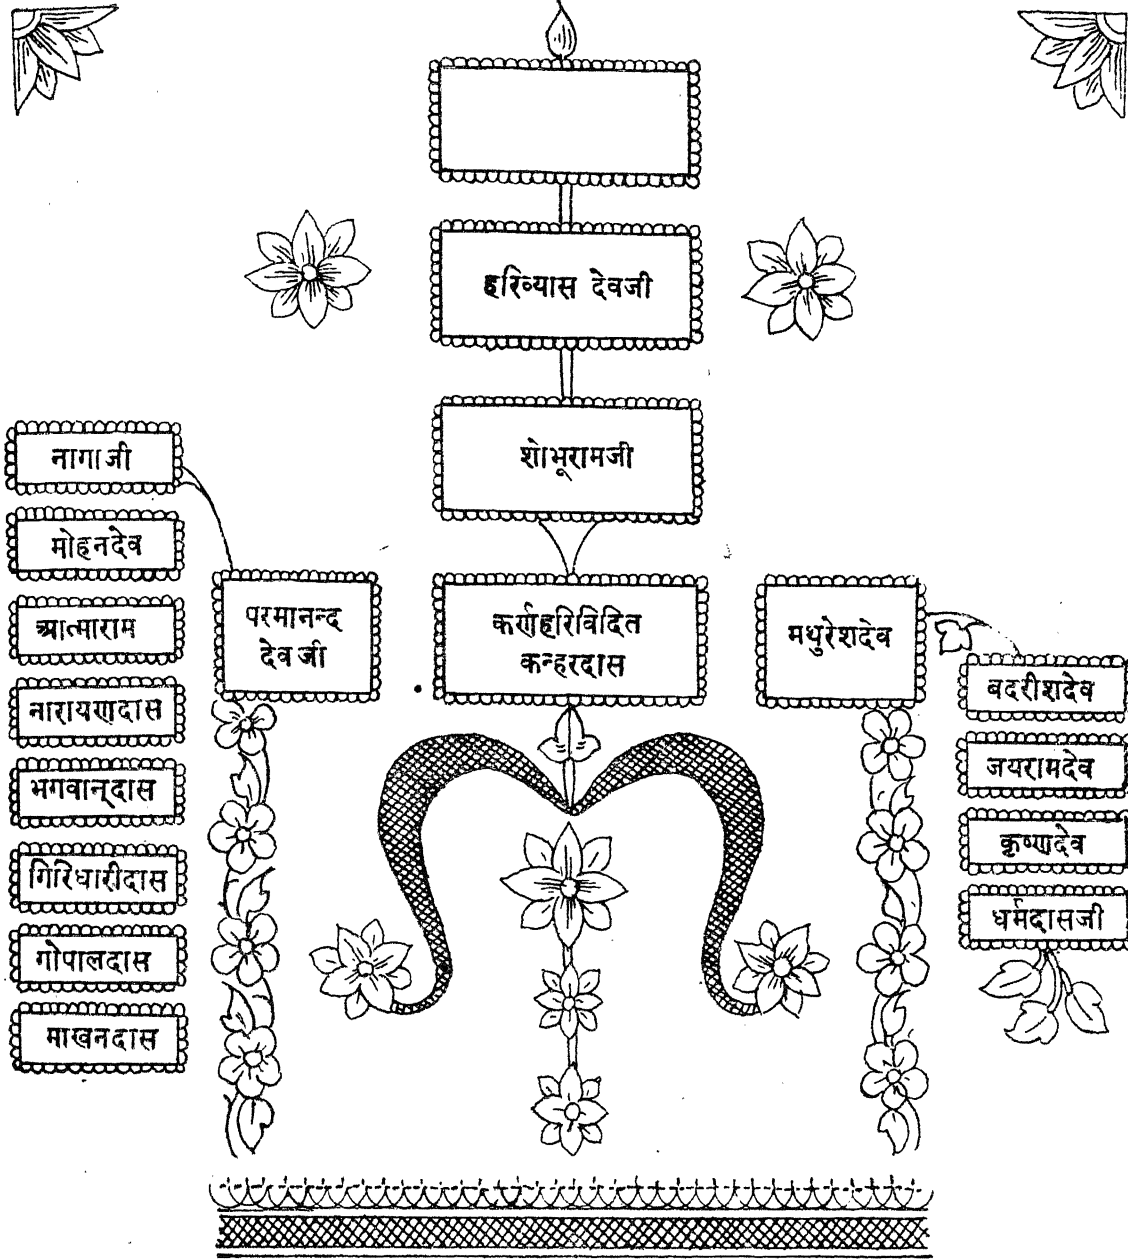 हरिव्यास देवजी
शोभूरामजी
नागाजी
मोहनदेव
आत्माराम
नारायणदास
भगवान्दास
गिरिधारीदास
गोपालदास
माखनदास
परमानन्द
देवजी
कर्णहरिविदित
कन्हरदास
मथुरेशदेव
बदरीशदेव
जयरामदेव
कृष्णदेव
धर्मदासजी